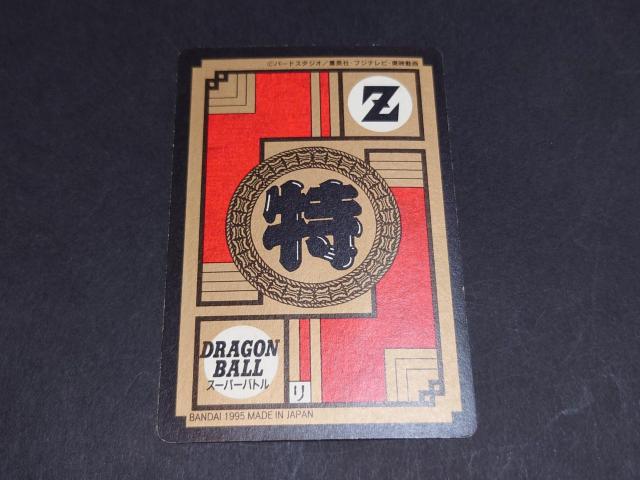 ©バードスタジオ／集英社・フジテレビ・東映動画
Z
特
DRAGON
BALL
スーパーバトル
り
BANDAI 1995 MADE IN JAPAN